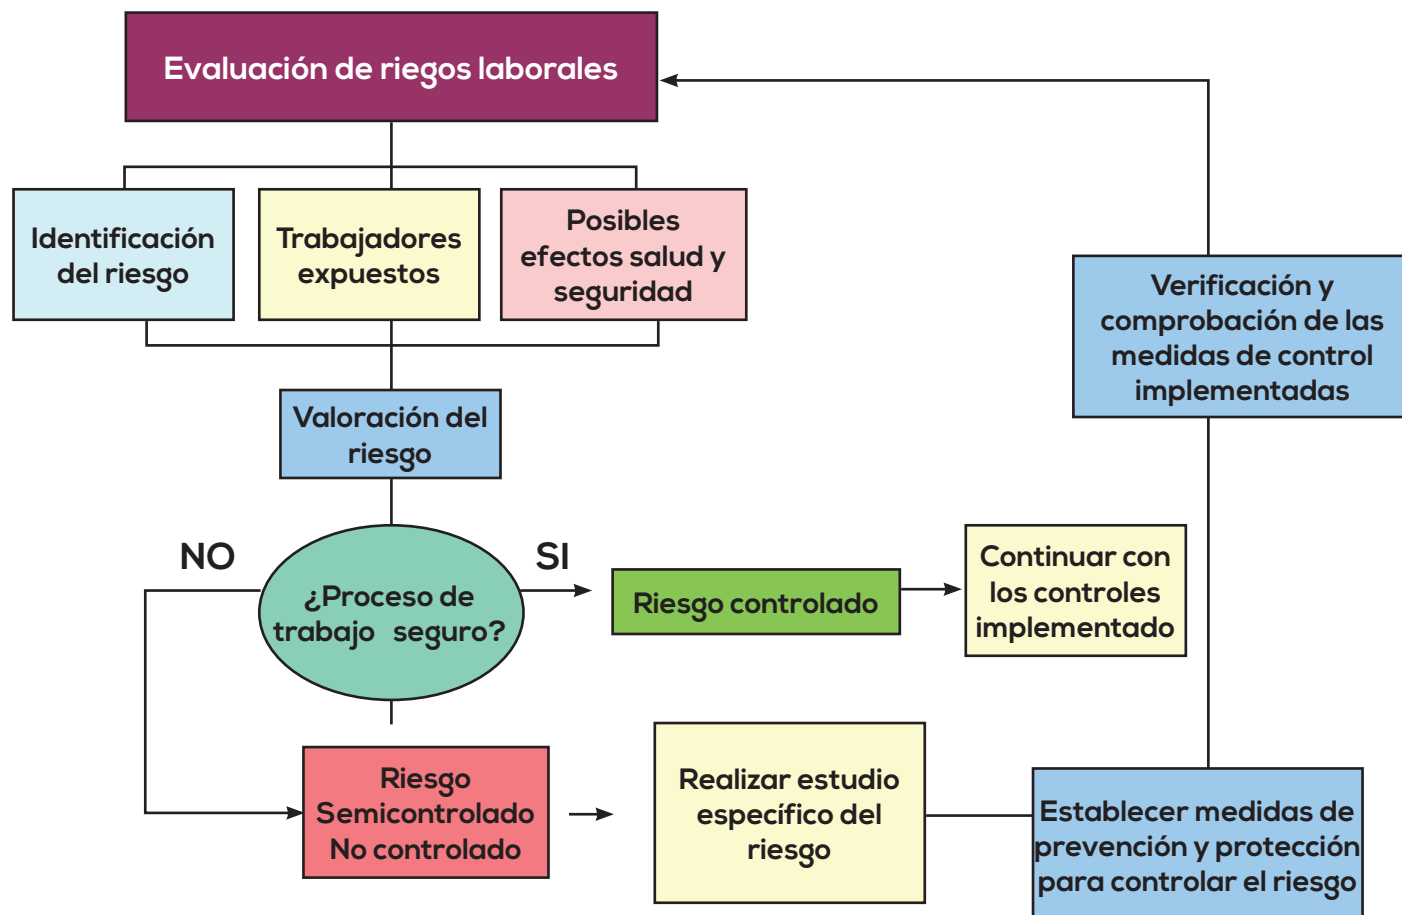 Evaluación de riegos laborales
Identificación
del riesgo
Trabajadores
expuestos
Posibles
efectos salud y
seguridad
Verificación y
comprobación de las
medidas de control
implementadas
Valoración del
riesgo
NO
SI
¿Proceso de
trabajo seguro?
Riesgo controlado
Continuar con
los controles
implementado
Riesgo
Semicontrolado
No controlado
Realizar estudio
específico del
riesgo
Establecer medidas de
prevención y protección
para controlar el riesgo